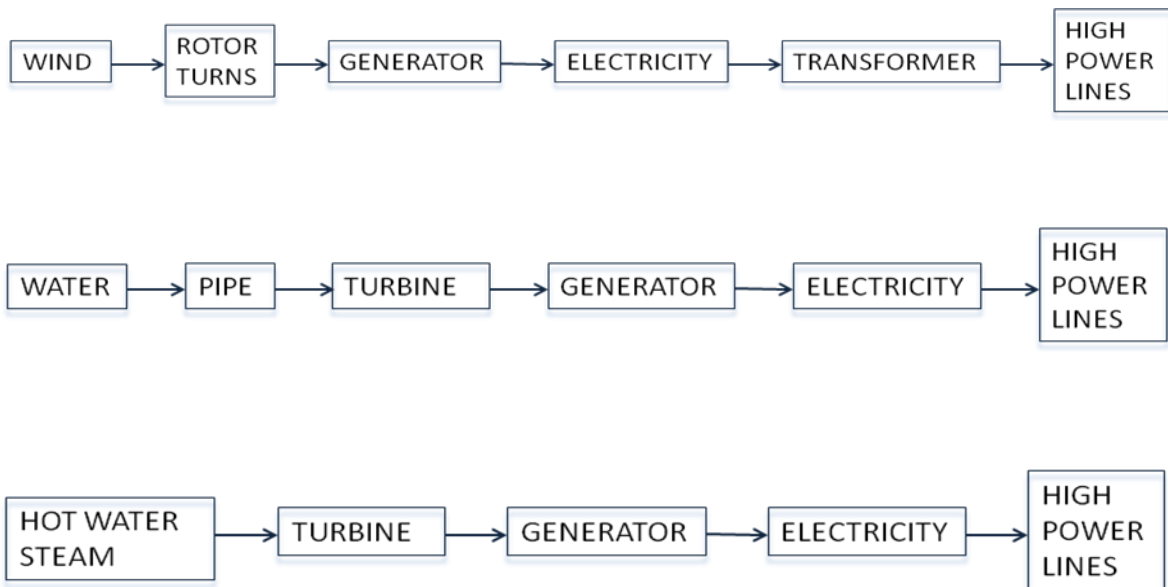 WIND
ROTOR
TURNS
GENERATOR
ELECTRICITY
TRANSFORMER
HIGH
POWER
LINES
WATER
PIPE
TURBINE
GENERATOR
ELECTRICITY
HIGH
POWER
LINES
HOT WATER
STEAM
TURBINE
GENERATOR
ELECTRICITY
HIGH
POWER
LINES